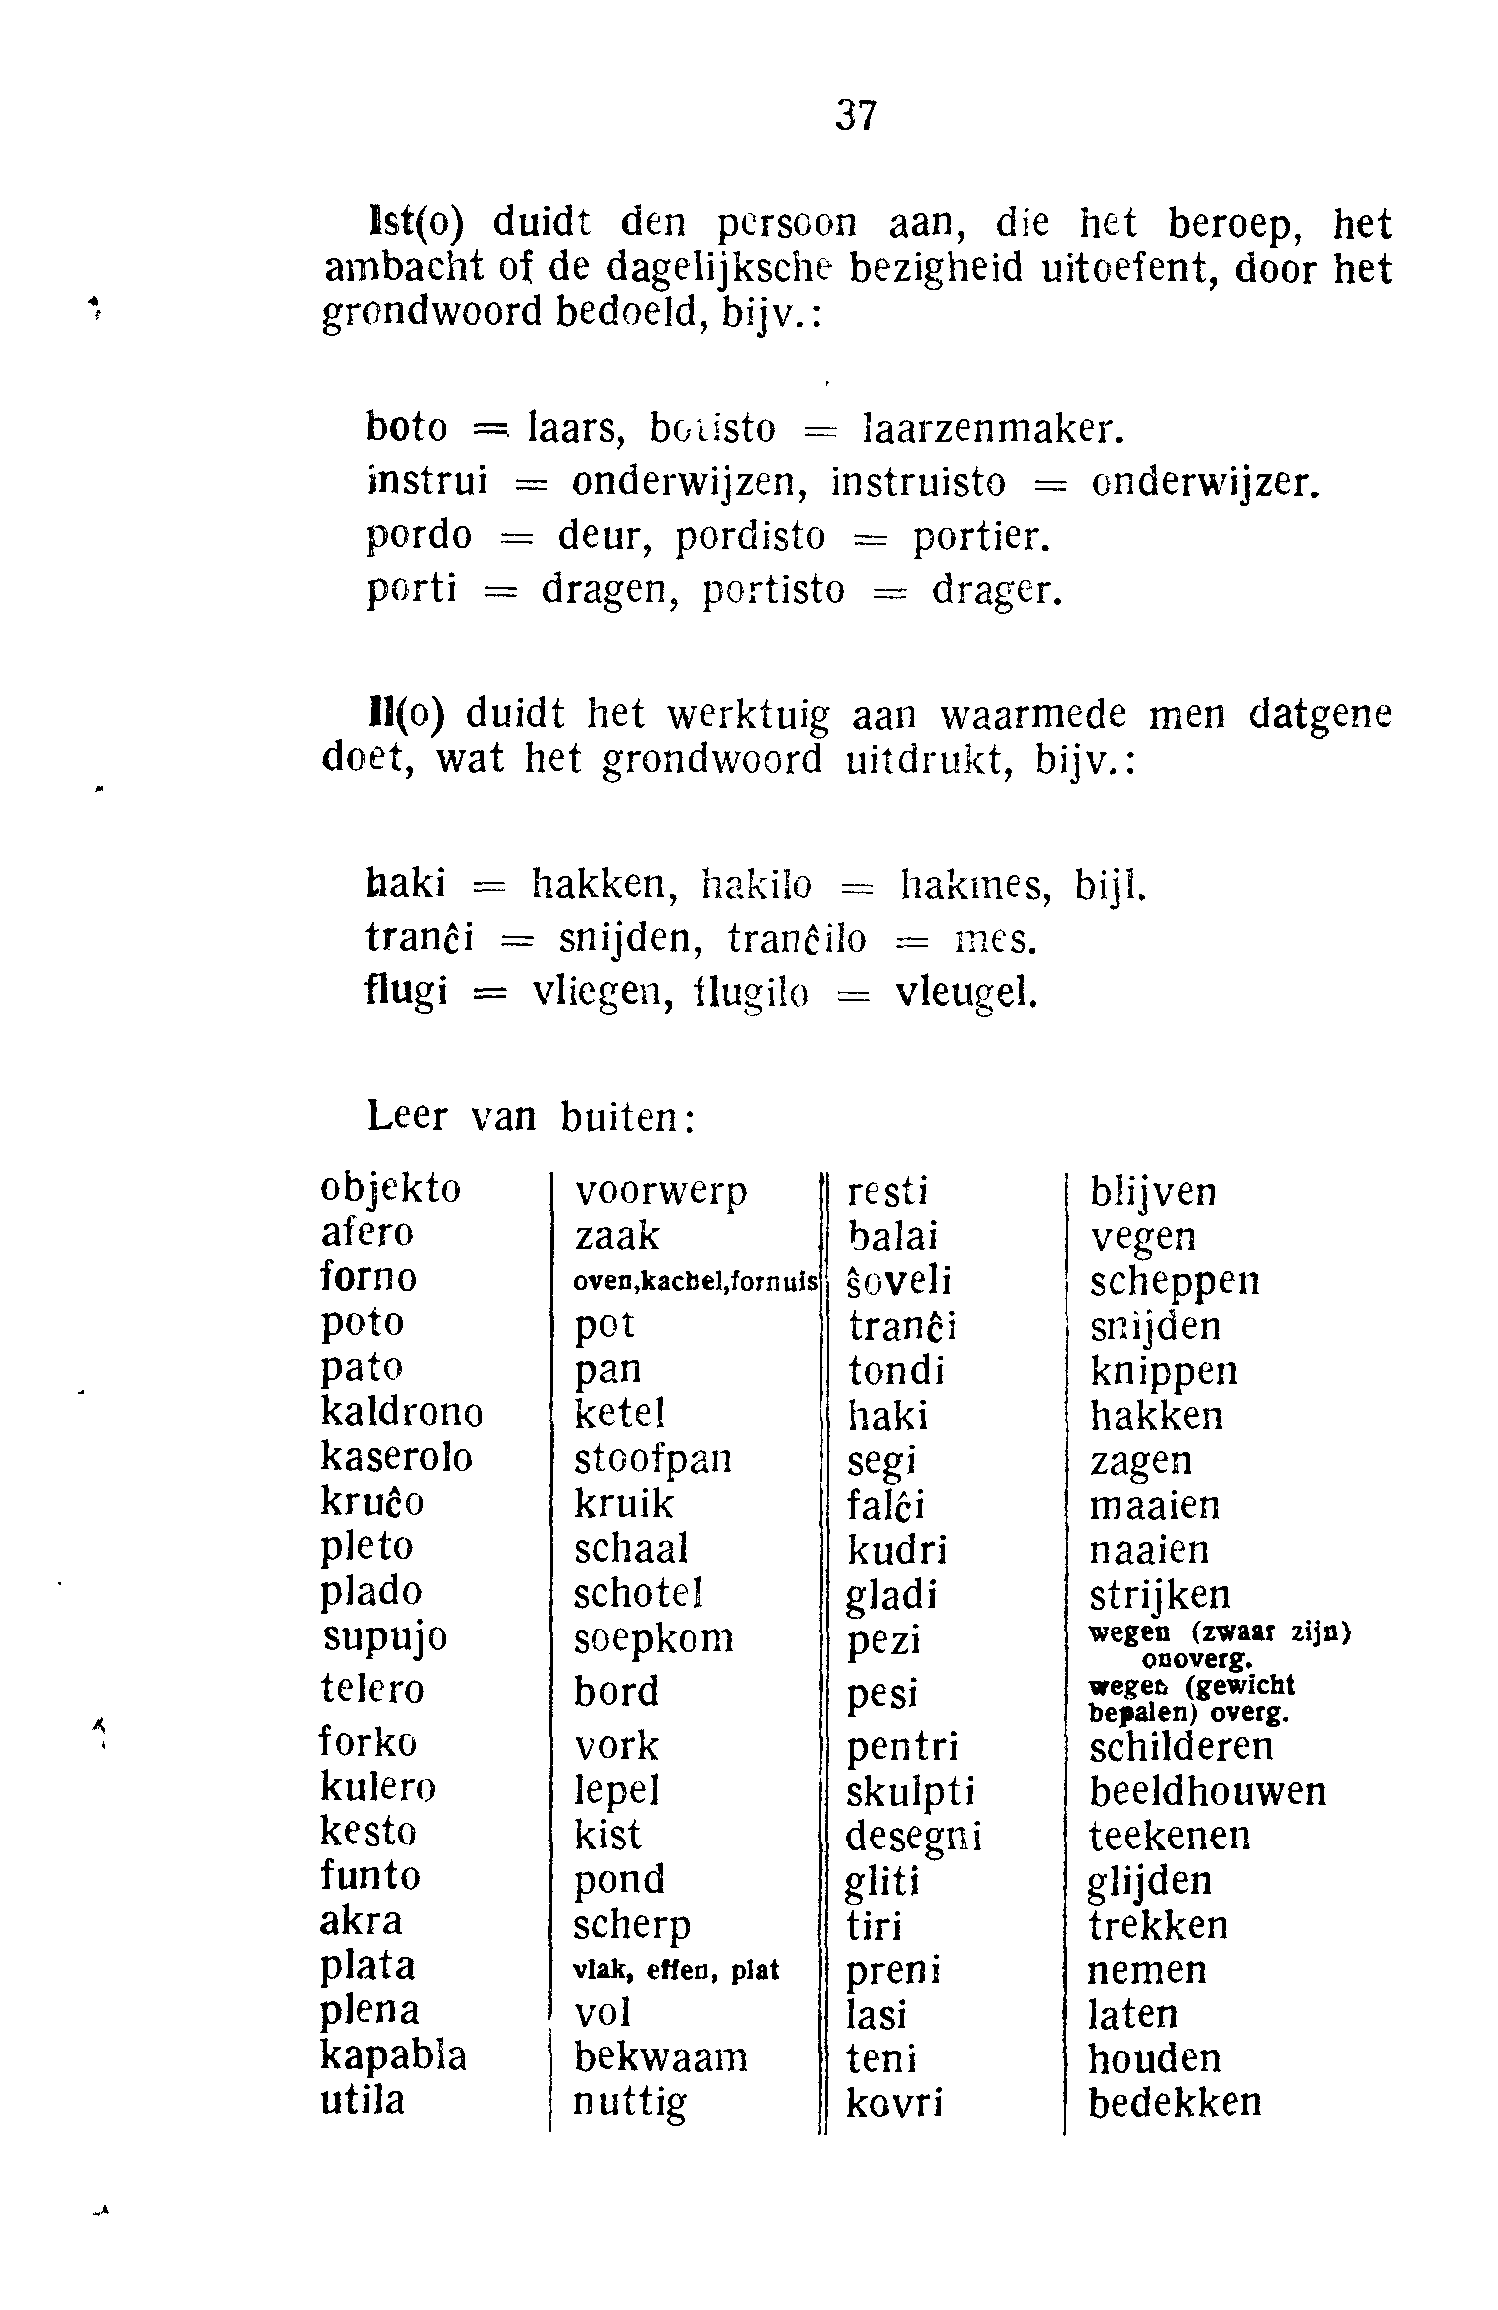 37
Ist(o) duidt den persoon aan, die het beroep, het
ambacht of de dagelijksche bezigheid uitoefent, door het
grondwoord bedoeld, bijv.:
boto = laars, botisto = laarzenmaker.
instrui = onderwijzen, instruisto = onderwijzer.
pordo = deur, pordisto = portier.
porti = dragen, portisto = drager.
Il(o) duidt het werktuig aan waarmede men datgene
doet, wat het grondwoord uitdrukt, bijv.:
haki = hakken, hakilo = hakmes, bijl.
tranĉi = snijden, tranĉilo = mes.
flugi = vliegen, flugilo = vleugel.
Leer van buiten:
objekto voorwerp resti blijven
afero zaak balai vegen
forno oven,kachel,fornuis ŝoveli scheppen
poto pot tranĉi snijden
pato pan tondi knippen
kaldrono ketel haki hakken
kaserolo stoofpan segi zagen
kruĉo kruik falĉi maaien
pleto schaal kudri naaien
plado schotel gladi strijken
supujo soepkom pezi wegen (zwaar zijn)
onoverg.
telero bord pesi wegen (gewicht
bepalen) overg.
forko vork pentri schilderen
kulero lepel skulpti beeldhouwen
kesto kist desegni teekenen
funto pond gliti glijden
akra scherp tiri trekken
plata vlak, effen, plat preni nemen
plena vol lasi laten
kapabla bekwaam teni houden
utila nuttig kovri bedekken